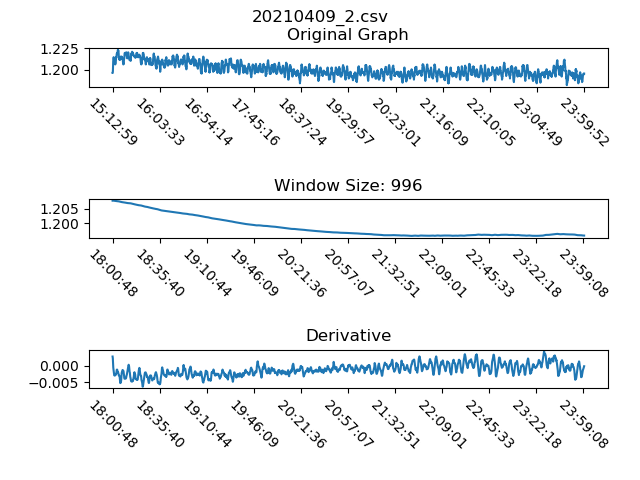 20210409_2.csv
Original Graph
1.225
1.200
15:12:59 16:03:33 16:54:14 17:45:16 18:37:24 19:29:57 20:23:01 21:16:09 22:10:05 23:04:49 23:59:52
Window Size: 996
1.205
1.200
18:00:48 18:35:40 19:10:44 19:46:09 20:21:36 20:57:07 21:32:51 22:09:01 22:45:33 23:22:18 23:59:08
Derivative
0.000
−0.005
18:00:48 18:35:40 19:10:44 19:46:09 20:21:36 20:57:07 21:32:51 22:09:01 22:45:33 23:22:18 23:59:08